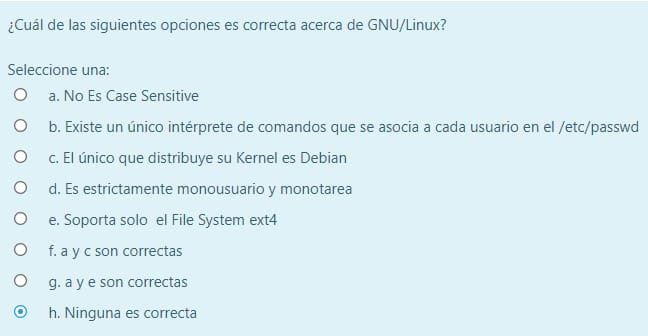 ¿Cuál de las siguientes opciones es correcta acerca de GNU/Linux?
Seleccione una:
a. No Es Case Sensitive
b. Existe un único intérprete de comandos que se asocia a cada usuario en el /etc/passwd
c. El único que distribuye su Kernel es Debian
d. Es estrictamente monousuario y monotarea
e. Soporta solo el File System ext4
f. a y c son correctas
g. a y e son correctas
h. Ninguna es correcta